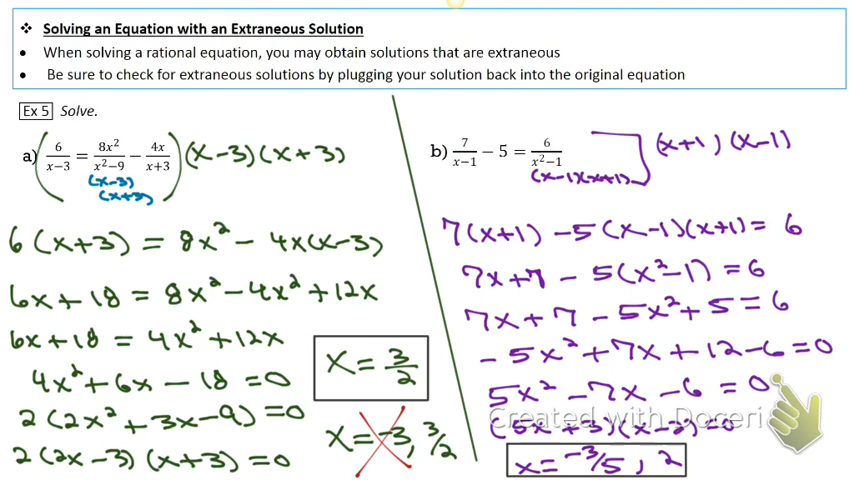 ❖ Solving an Equation with an Extraneous Solution
• When solving a rational equation, you may obtain solutions that are extraneous
• Be sure to check for extraneous solutions by plugging your solution back into the original equation
Ex 5 Solve.
a) (6/(x−3) = 8x²/(x²−9) − 4x/(x+3)) (x−3)(x+3)
(x−3)
(x+3)
6(x+3) = 8x² − 4x(x−3)
6x+18 = 8x² − 4x² + 12x
6x+18 = 4x² + 12x
4x² + 6x − 18 = 0
2(2x² + 3x − 9) = 0
2(2x − 3)(x+3) = 0
x = 3/2
x = −3, 3/2
b) 7/(x−1) − 5 = 6/(x²−1) ] (x+1)(x−1)
(x−1)(x+1)
7(x+1) − 5(x−1)(x+1) = 6
7x+7 − 5(x²−1) = 6
7x + 7 − 5x² + 5 = 6
−5x² + 7x + 12 − 6 = 0
5x² − 7x − 6 = 0
Created with Doceri
(5x+3)(x−2)=0
x = −3/5, 2